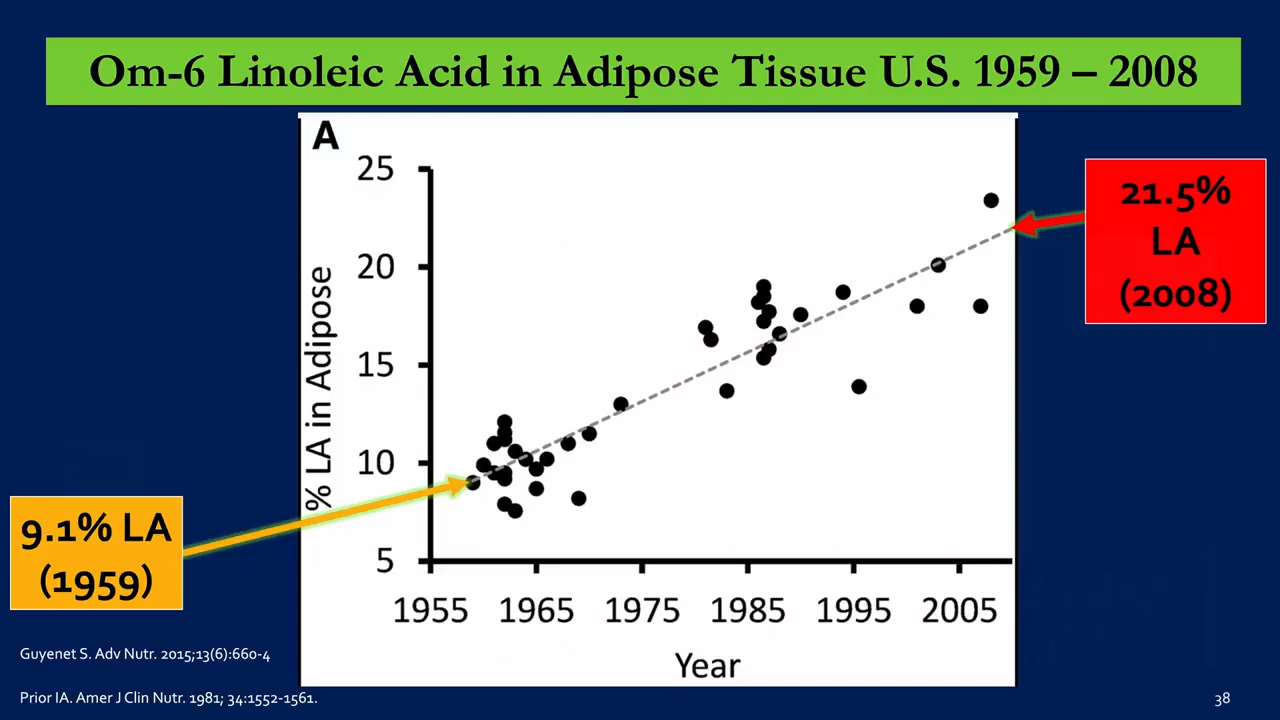 Om-6 Linoleic Acid in Adipose Tissue U.S. 1959 – 2008
A
% LA in Adipose
25
20
15
10
5
1955 1965 1975 1985 1995 2005
Year
21.5%
LA
(2008)
9.1% LA
(1959)
Guyenet S. Adv Nutr. 2015;13(6):660-4
Prior IA. Amer J Clin Nutr. 1981; 34:1552-1561.
38